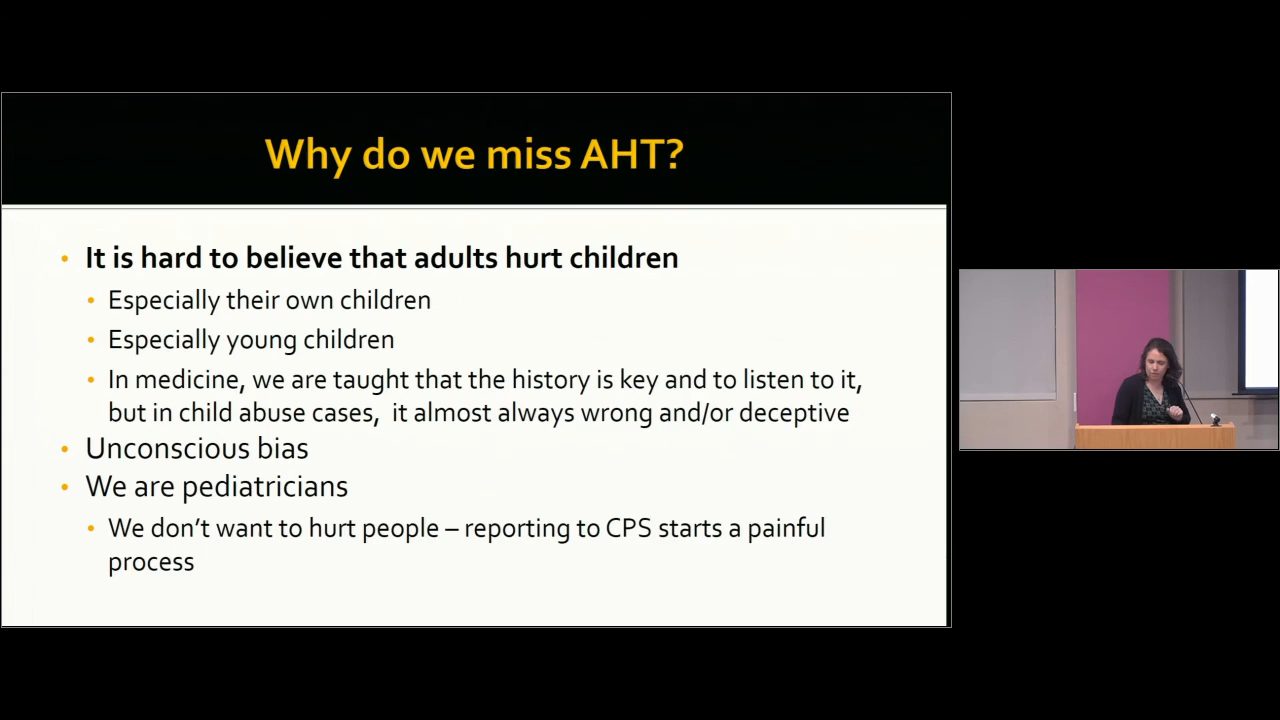 Why do we miss AHT?
• It is hard to believe that adults hurt children
• Especially their own children
• Especially young children
• In medicine, we are taught that the history is key and to listen to it,
but in child abuse cases, it almost always wrong and/or deceptive
• Unconscious bias
• We are pediatricians
• We don't want to hurt people – reporting to CPS starts a painful
process